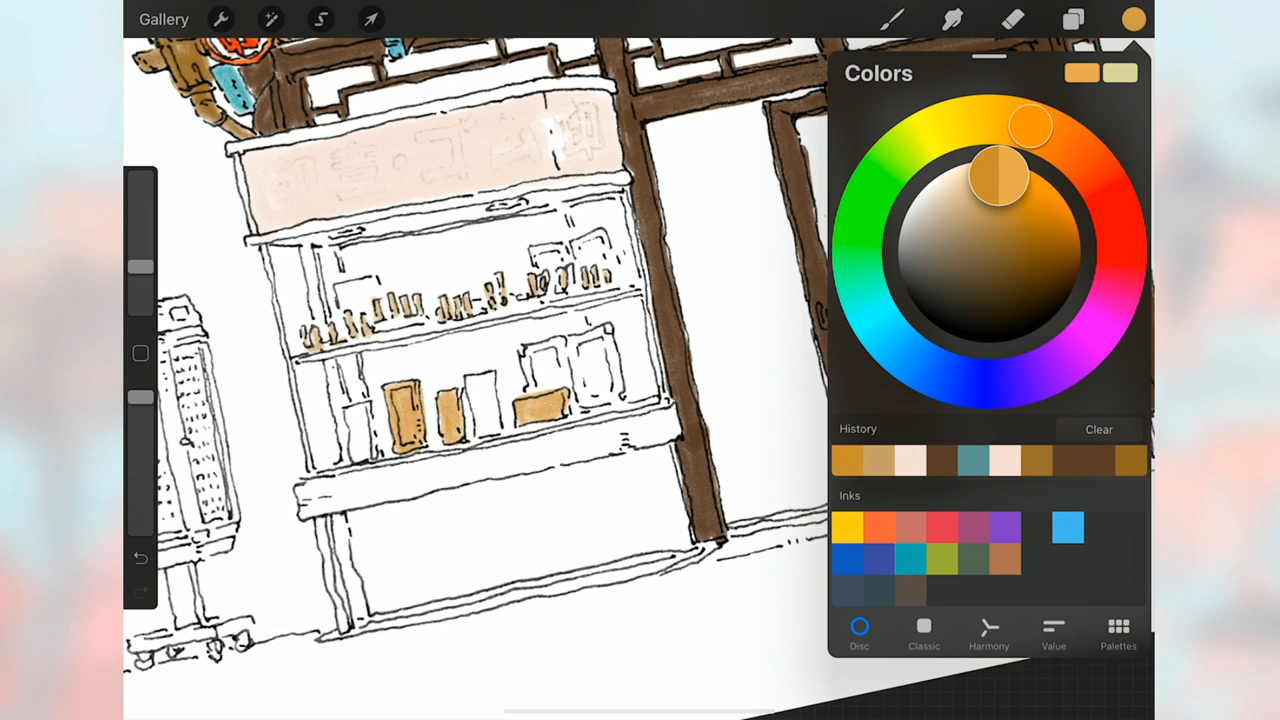 Gallery
Colors
History
Clear
Inks
Disc
Classic
Harmony
Value
Palettes